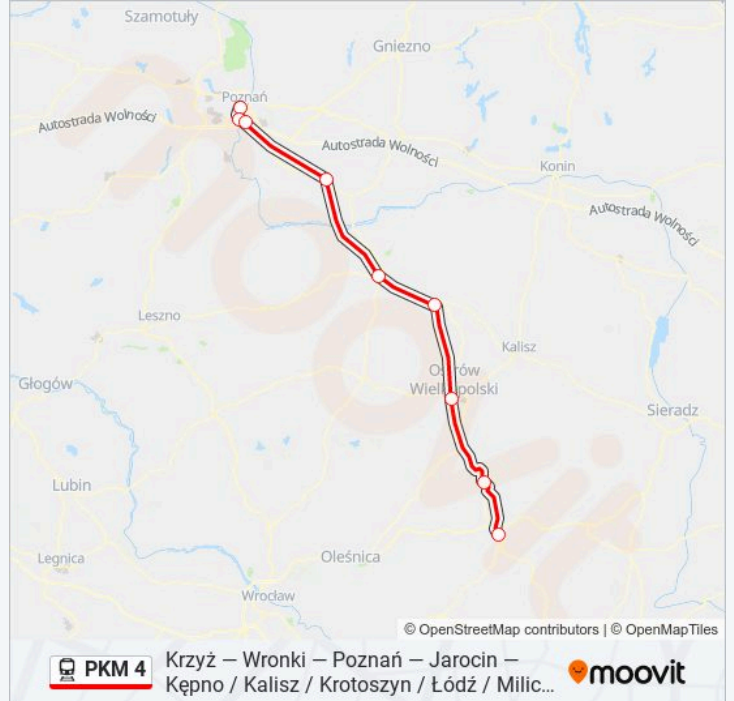 Szamotuły
Gniezno
Poznań
Autostrada Wolności
Autostrada Wolności
Konin
Autostrada Wolności
Leszno
Kalisz
Ostrów
Wielkopolski
Głogów
Sieradz
Lubin
Legnica
Oleśnica
Wrocław
moovit
© OpenStreetMap contributors | © OpenMapTiles
PKM 4
Krzyż — Wronki — Poznań — Jarocin —
Kępno / Kalisz / Krotoszyn / Łódź / Milic...
moovit